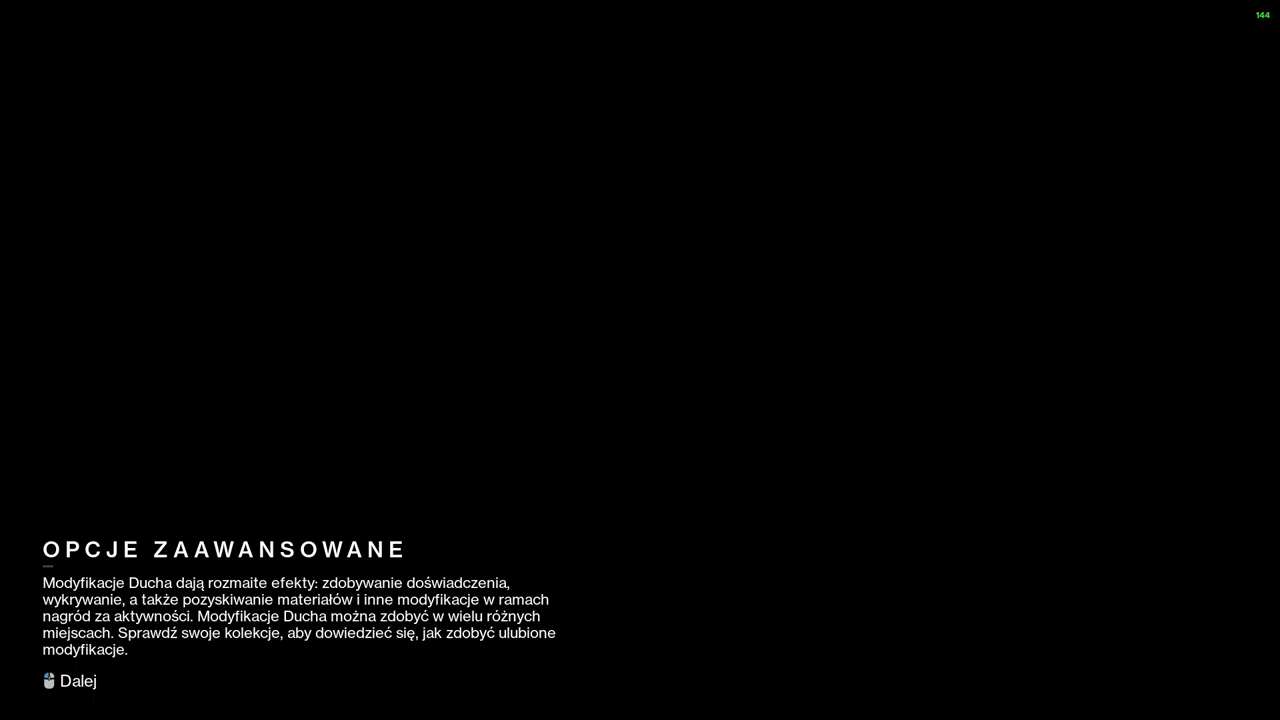 144
OPCJE ZAAWANSOWANE
Modyfikacje Ducha dają rozmaite efekty: zdobywanie doświadczenia,
wykrywanie, a także pozyskiwanie materiałów i inne modyfikacje w ramach
nagród za aktywności. Modyfikacje Ducha można zdobyć w wielu różnych
miejscach. Sprawdź swoje kolekcje, aby dowiedzieć się, jak zdobyć ulubione
modyfikacje.
Dalej